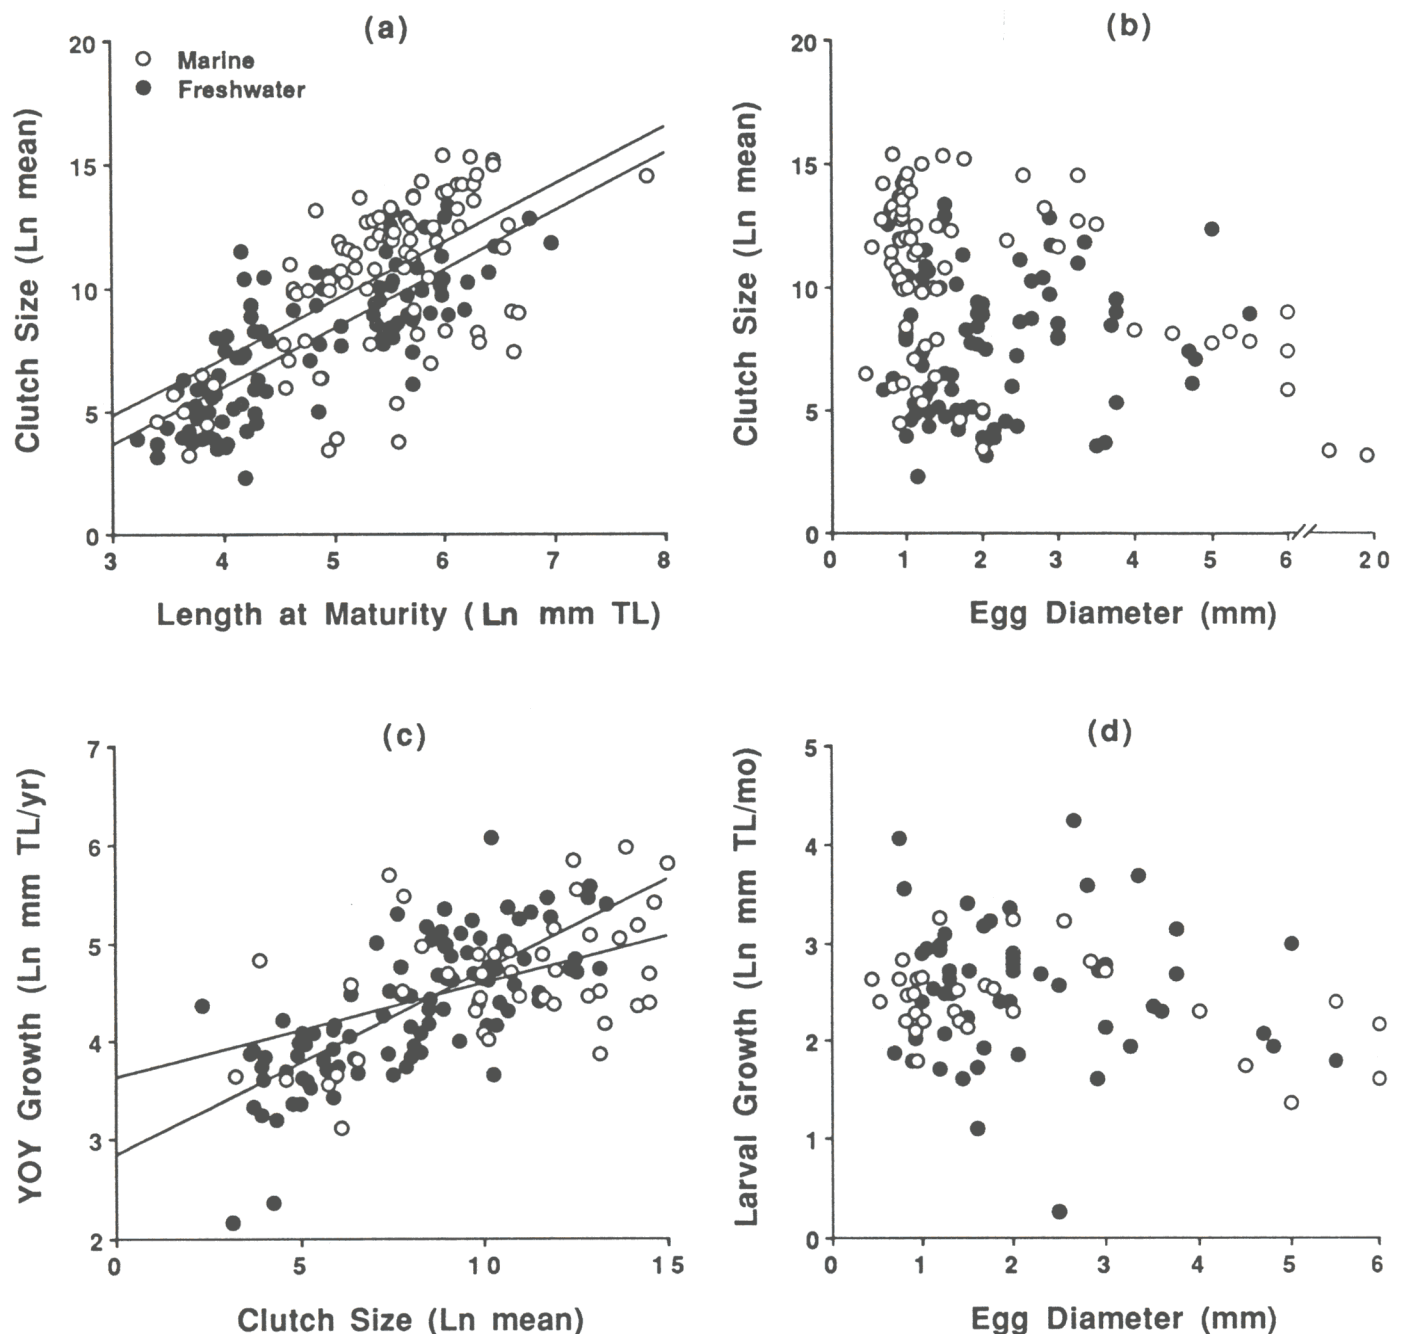 (a)
20
15
10
5
0
Marine
Freshwater
Clutch Size (Ln mean)
3 4 5 6 7 8
Length at Maturity (Ln mm TL)
(b)
20
15
10
5
0
Clutch Size (Ln mean)
0 1 2 3 4 5 6 20
Egg Diameter (mm)
(c)
7
6
5
4
3
2
YOY Growth (Ln mm TL/yr)
0 5 10 15
Clutch Size (Ln mean)
(d)
5
4
3
2
1
0
Larval Growth (Ln mm TL/mo)
0 1 2 3 4 5 6
Egg Diameter (mm)